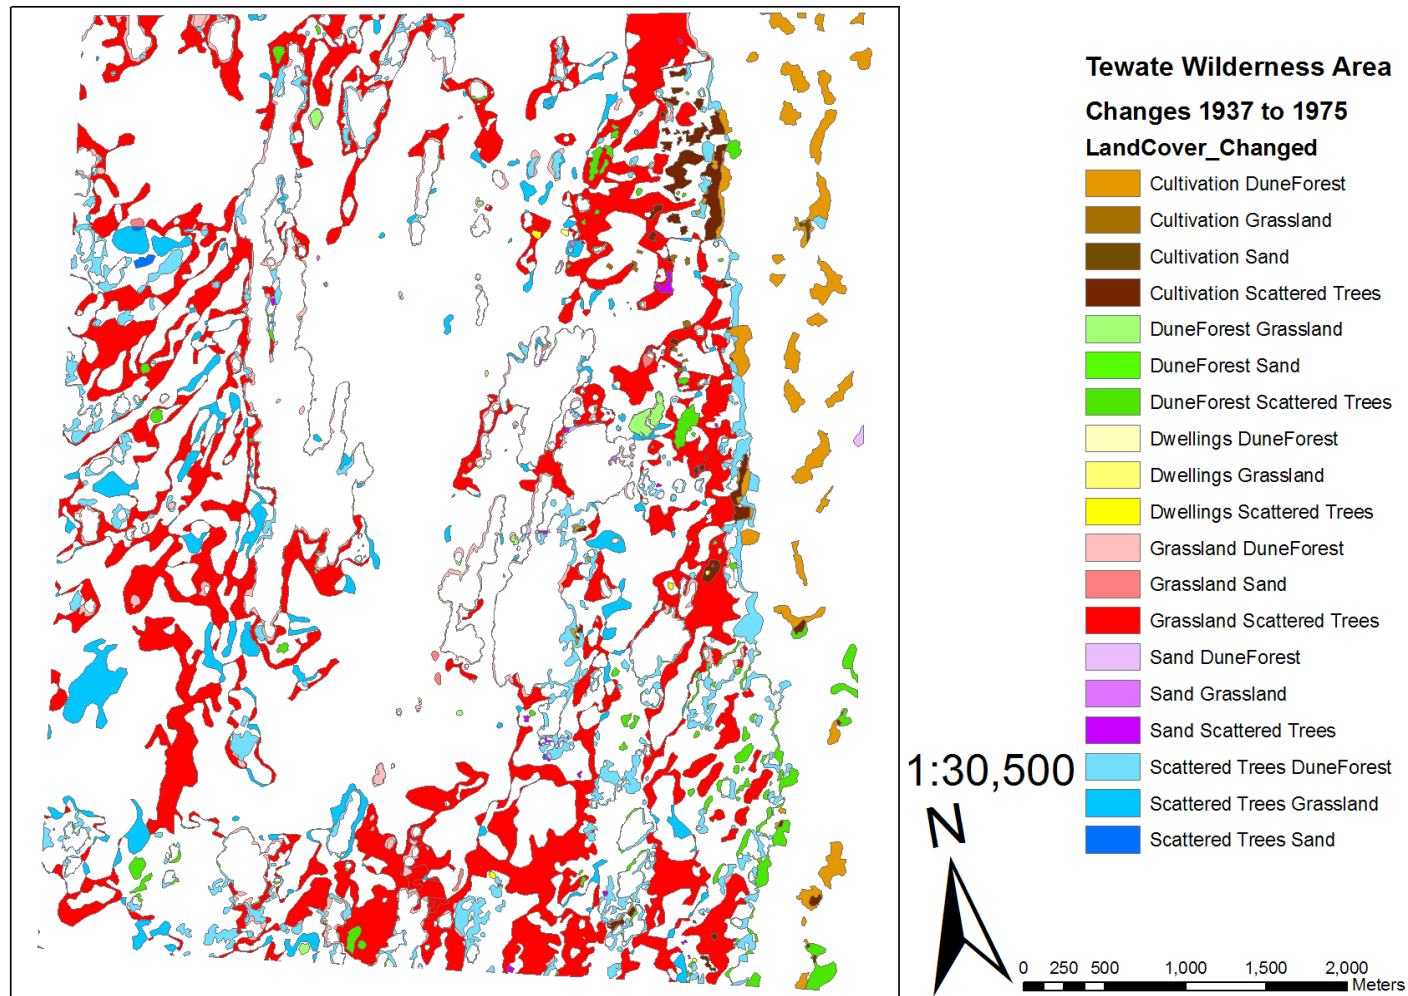 Tewate Wilderness Area
Changes 1937 to 1975
LandCover_Changed
Cultivation DuneForest
Cultivation Grassland
Cultivation Sand
Cultivation Scattered Trees
DuneForest Grassland
DuneForest Sand
DuneForest Scattered Trees
Dwellings DuneForest
Dwellings Grassland
Dwellings Scattered Trees
Grassland DuneForest
Grassland Sand
Grassland Scattered Trees
Sand DuneForest
Sand Grassland
Sand Scattered Trees
Scattered Trees DuneForest
Scattered Trees Grassland
Scattered Trees Sand
1:30,500
N
0 250 500 1,000 1,500 2,000
Meters